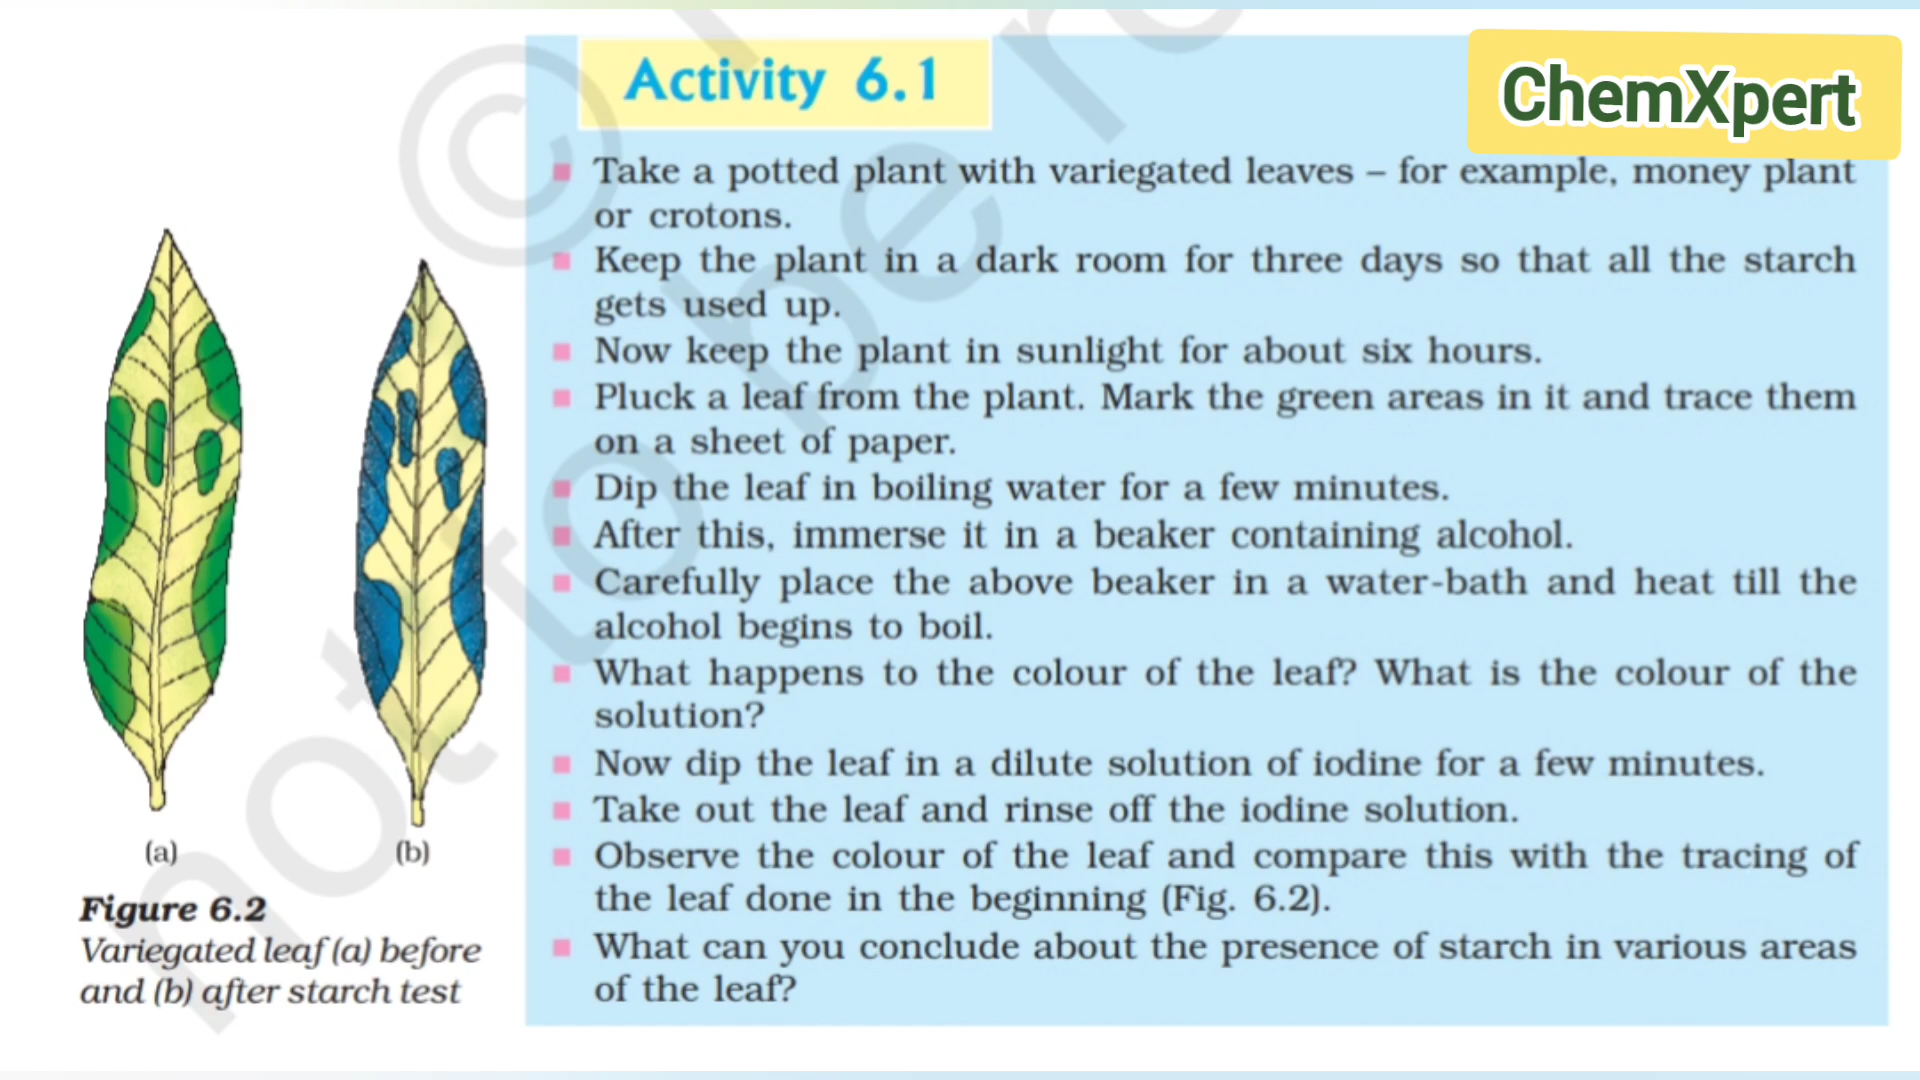 Activity 6.1
ChemXpert
Take a potted plant with variegated leaves – for example, money plant
or crotons.
Keep the plant in a dark room for three days so that all the starch
gets used up.
Now keep the plant in sunlight for about six hours.
Pluck a leaf from the plant. Mark the green areas in it and trace them
on a sheet of paper.
Dip the leaf in boiling water for a few minutes.
After this, immerse it in a beaker containing alcohol.
Carefully place the above beaker in a water-bath and heat till the
alcohol begins to boil.
What happens to the colour of the leaf? What is the colour of the
solution?
Now dip the leaf in a dilute solution of iodine for a few minutes.
Take out the leaf and rinse off the iodine solution.
Observe the colour of the leaf and compare this with the tracing of
the leaf done in the beginning (Fig. 6.2).
What can you conclude about the presence of starch in various areas
of the leaf?
(a)
(b)
Figure 6.2
Variegated leaf (a) before
and (b) after starch test
© 
not to be re